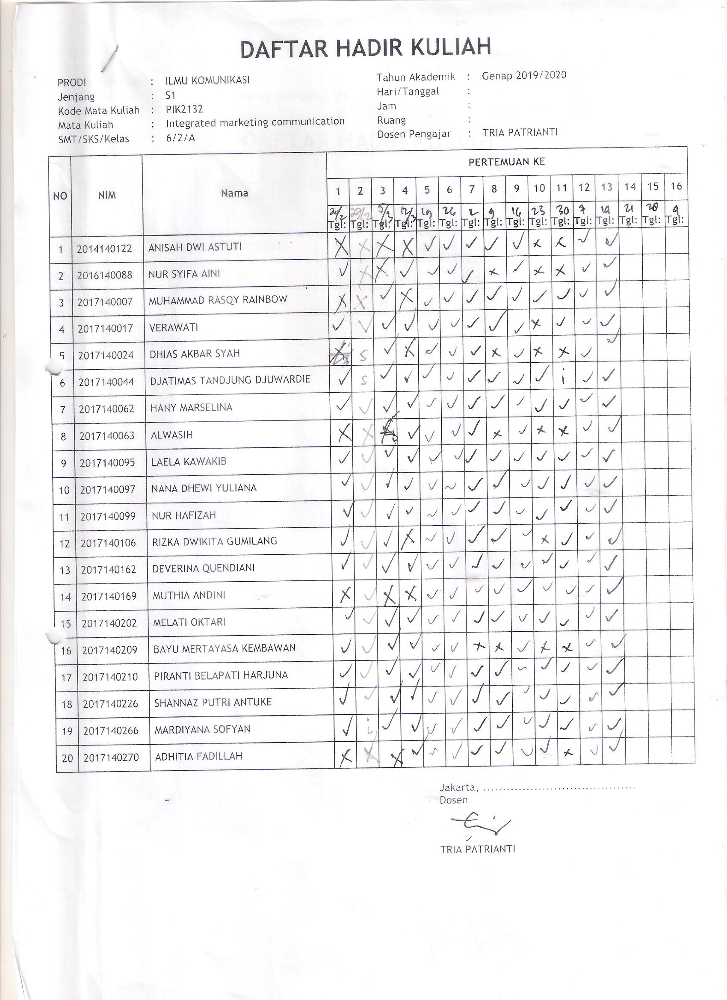 DAFTAR HADIR KULIAH
PRODI : ILMU KOMUNIKASI
Jenjang : S1
Kode Mata Kuliah : PIK2132
Mata Kuliah : Integrated marketing communication
SMT/SKS/Kelas : 6/2/A
Tahun Akademik : Genap 2019/2020
Hari/Tanggal :
Jam :
Ruang :
Dosen Pengajar : TRIA PATRIANTI
NO NIM Nama PERTEMUAN KE
1 2 3 4 5 6 7 8 9 10 11 12 13 14 15 16
20/2 5/3 12/3 19 26 2 9 16 23 30 7 14 21 28 4
Tgl: Tgl: Tgl: Tgl: Tgl: Tgl: Tgl: Tgl: Tgl: Tgl: Tgl: Tgl: Tgl: Tgl: Tgl: Tgl:
1 2014140122 ANISAH DWI ASTUTI X X X X ✓ ✓ ✓ ✓ ✓ x x ✓ ✓
2 2016140088 NUR SYIFA AINI ✓ X X ✓ ✓ ✓ ✓ x ✓ x x ✓ ✓
3 2017140007 MUHAMMAD RASQY RAINBOW X X ✓ X ✓ ✓ ✓ ✓ ✓ ✓ ✓ ✓ ✓
4 2017140017 VERAWATI ✓ ✓ ✓ ✓ ✓ ✓ ✓ ✓ ✓ x ✓ ✓ ✓
5 2017140024 DHIAS AKBAR SYAH S ✓ X ✓ ✓ ✓ x ✓ x x ✓ ✓
6 2017140044 DJATIMAS TANDJUNG DJUWARDIE ✓ S ✓ ✓ ✓ ✓ ✓ ✓ ✓ ✓ i ✓ ✓
7 2017140062 HANY MARSELINA ✓ ✓ ✓ ✓ ✓ ✓ ✓ ✓ ✓ ✓ ✓ ✓ ✓
8 2017140063 ALWASIH X X ✓ ✓ ✓ ✓ x ✓ x x ✓ ✓
9 2017140095 LAELA KAWAKIB ✓ ✓ ✓ ✓ ✓ ✓ ✓ ✓ ✓ ✓ ✓ ✓ ✓
10 2017140097 NANA DHEWI YULIANA ✓ ✓ ✓ ✓ ✓ ✓ ✓ ✓ ✓ ✓ ✓ ✓ ✓
11 2017140099 NUR HAFIZAH ✓ ✓ ✓ ✓ ✓ ✓ ✓ ✓ ✓ ✓ ✓ ✓ ✓
12 2017140106 RIZKA DWIKITA GUMILANG ✓ ✓ ✓ X ✓ ✓ ✓ ✓ ✓ x ✓ ✓ ✓
13 2017140162 DEVERINA QUENDIANI ✓ ✓ ✓ ✓ ✓ ✓ ✓ ✓ ✓ ✓ ✓ ✓ ✓
14 2017140169 MUTHIA ANDINI X ✓ X X ✓ ✓ ✓ ✓ ✓ ✓ ✓ ✓ ✓
15 2017140202 MELATI OKTARI ✓ ✓ ✓ ✓ ✓ ✓ ✓ ✓ ✓ ✓ ✓ ✓ ✓
16 2017140209 BAYU MERTAYASA KEMBAWAN ✓ ✓ ✓ ✓ ✓ ✓ x x ✓ x x ✓ ✓
17 2017140210 PIRANTI BELAPATI HARJUNA ✓ ✓ ✓ ✓ ✓ ✓ ✓ ✓ ✓ ✓ ✓ ✓ ✓
18 2017140226 SHANNAZ PUTRI ANTUKE ✓ ✓ ✓ ✓ ✓ ✓ ✓ ✓ ✓ ✓ ✓ ✓ ✓
19 2017140266 MARDIYANA SOFYAN ✓ i ✓ ✓ ✓ ✓ ✓ ✓ ✓ ✓ ✓ ✓ ✓
20 2017140270 ADHITIA FADILLAH X X X ✓ ✓ ✓ ✓ ✓ ✓ ✓ x ✓ ✓
Jakarta, ........................................
Dosen
TRIA PATRIANTI